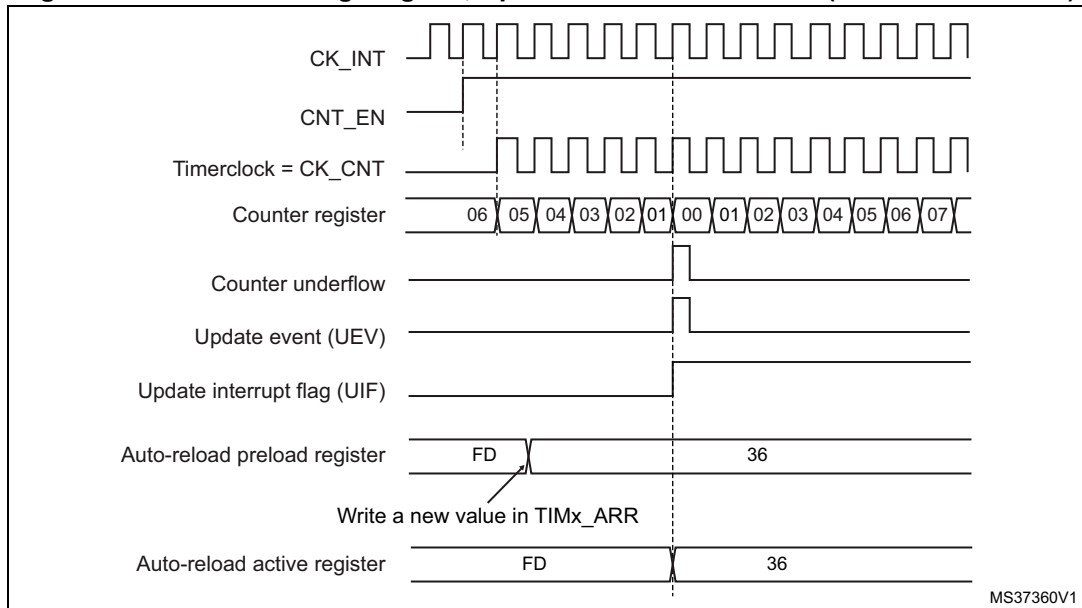 CK_INT
CNT_EN
Timerclock = CK_CNT
Counter register 06 05 04 03 02 01 00 01 02 03 04 05 06 07
Counter underflow
Update event (UEV)
Update interrupt flag (UIF)
Auto-reload preload register FD 36
Write a new value in TIMx_ARR
Auto-reload active register FD 36
MS37360V1